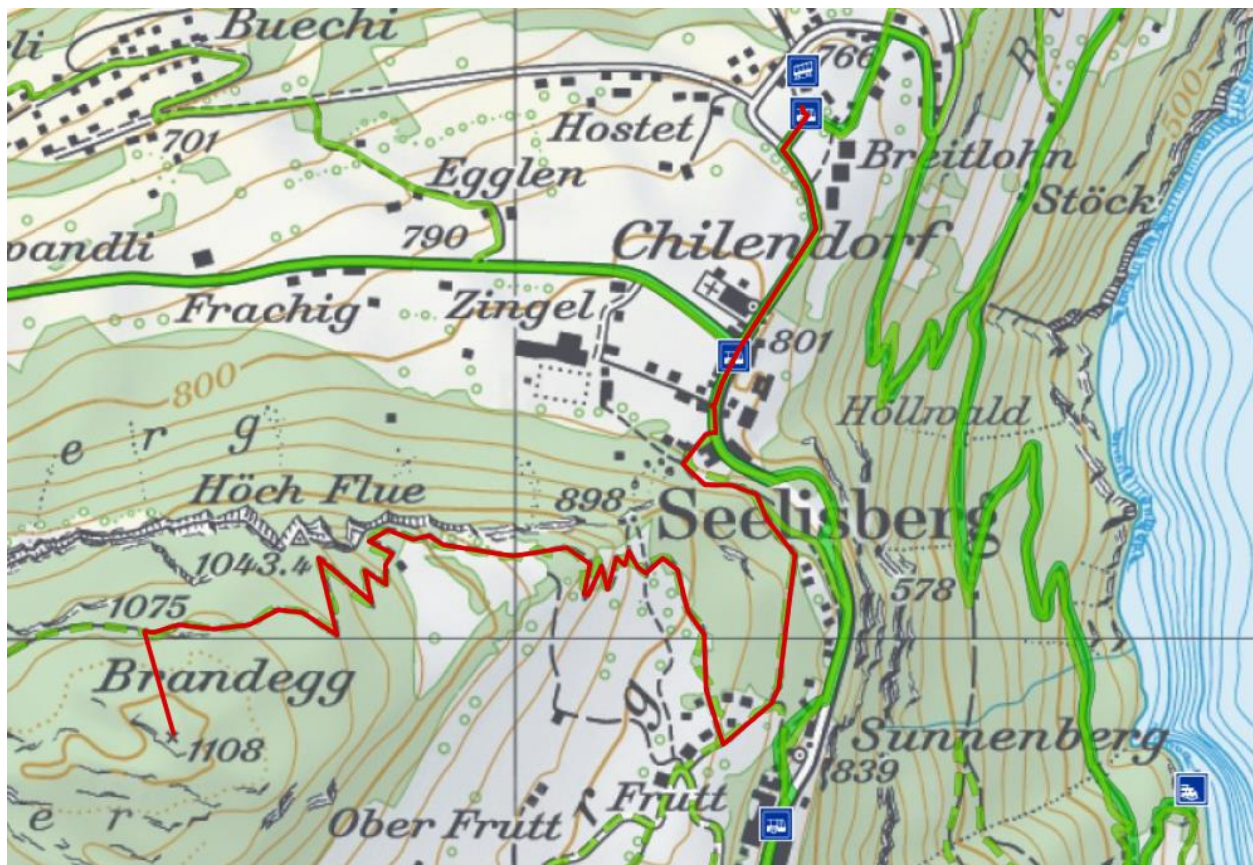 Buechi
766
Hostet
701
Egglen
Breitlohn
500
Stöck
790
Chilendorf
Frachig
Zingel
801
800
Höllwald
e r g
Höch Flue
898
Seelisberg
1043.4
578
1075
Brandegg
1108
Sunnenberg
839
Frutt
Ober Frutt
e r